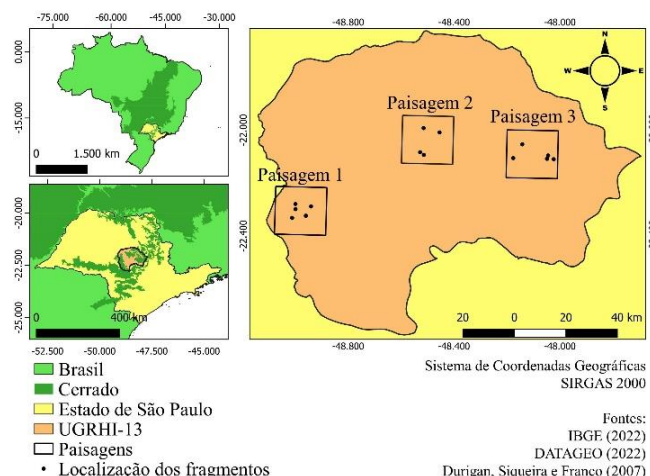 -75.000 -60.000 -45.000 -30.000
0.000
-15.000
0 1.500 km
-20.000
-22.500
-25.000
0 400 km
-52.500 -50.000 -47.500 -45.000
-48.800 -48.400 -48.000
-22.000
-22.400
N
W E
S
Paisagem 2
Paisagem 3
Paisagem 1
20 0 20 40 km
-48.800 -48.400 -48.000
Brasil
Cerrado
Estado de São Paulo
UGRHI-13
Paisagens
Localização dos fragmentos
Sistema de Coordenadas Geográficas
SIRGAS 2000
Fontes:
IBGE (2022)
DATAGEO (2022)
Durigan, Siqueira e Franco (2007)